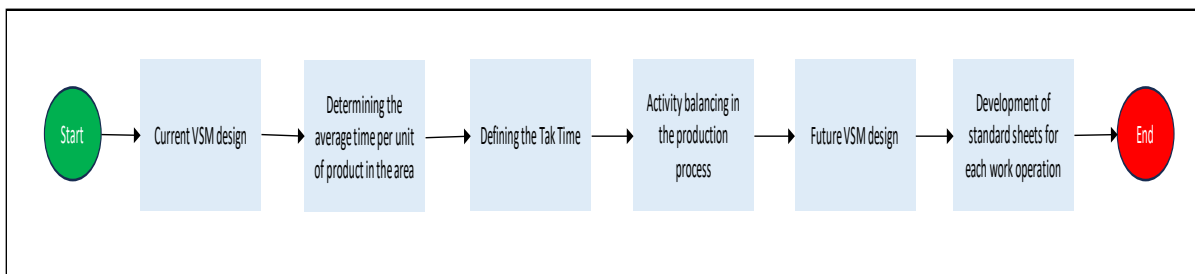 Start
Current VSM design
Determining the
average time per unit
of product in the area
Defining the Tak Time
Activity balancing in
the production
process
Future VSM design
Development of
standard sheets for
each work operation
End